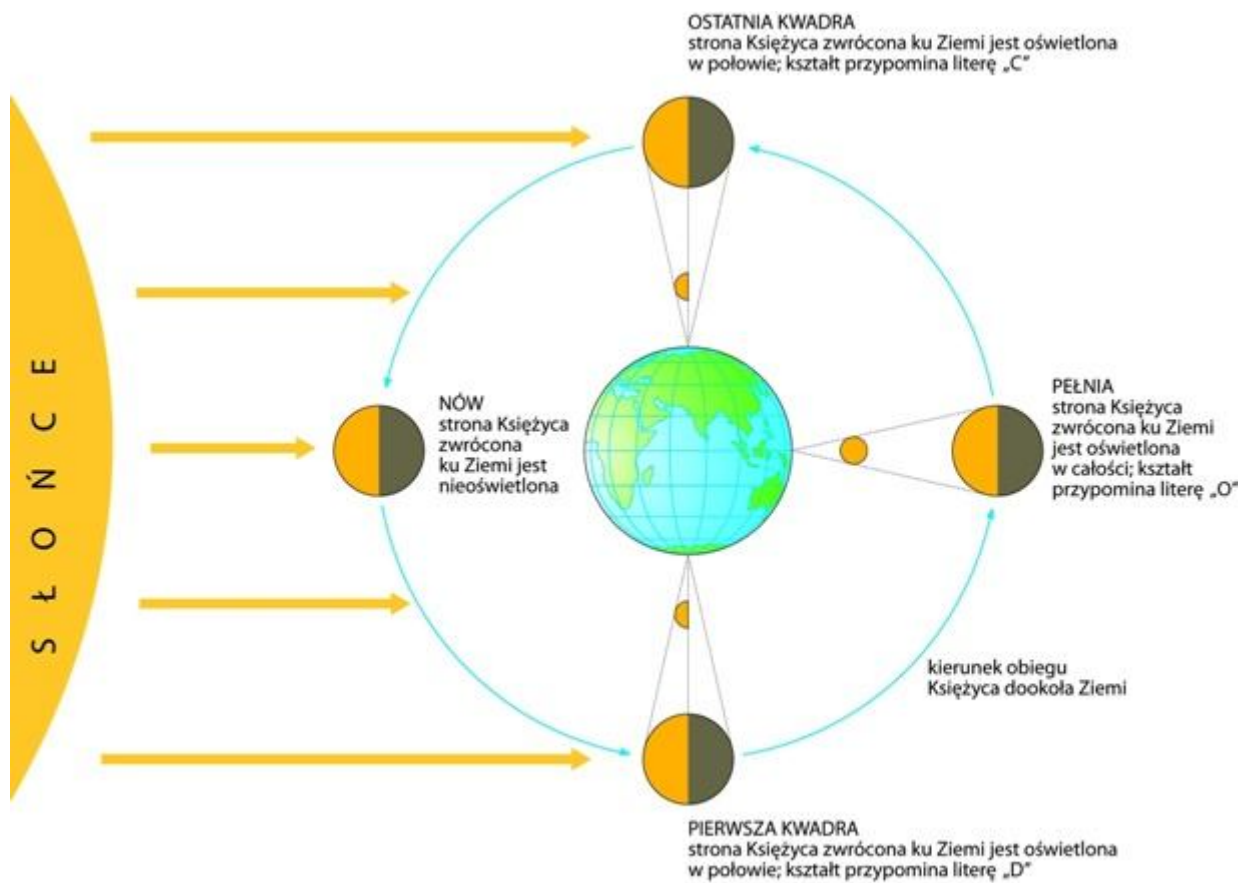 OSTATNIA KWADRA
strona Księżyca zwrócona ku Ziemi jest oświetlona
w połowie; kształt przypomina literę „C”
SŁOŃCE
NÓW
strona Księżyca
zwrócona
ku Ziemi jest
nieoświetlona
PEŁNIA
strona Księżyca
zwrócona ku Ziemi
jest oświetlona
w całości; kształt
przypomina literę „O”
kierunek obiegu
Księżyca dookoła Ziemi
PIERWSZA KWADRA
strona Księżyca zwrócona ku Ziemi jest oświetlona
w połowie; kształt przypomina literę „D”